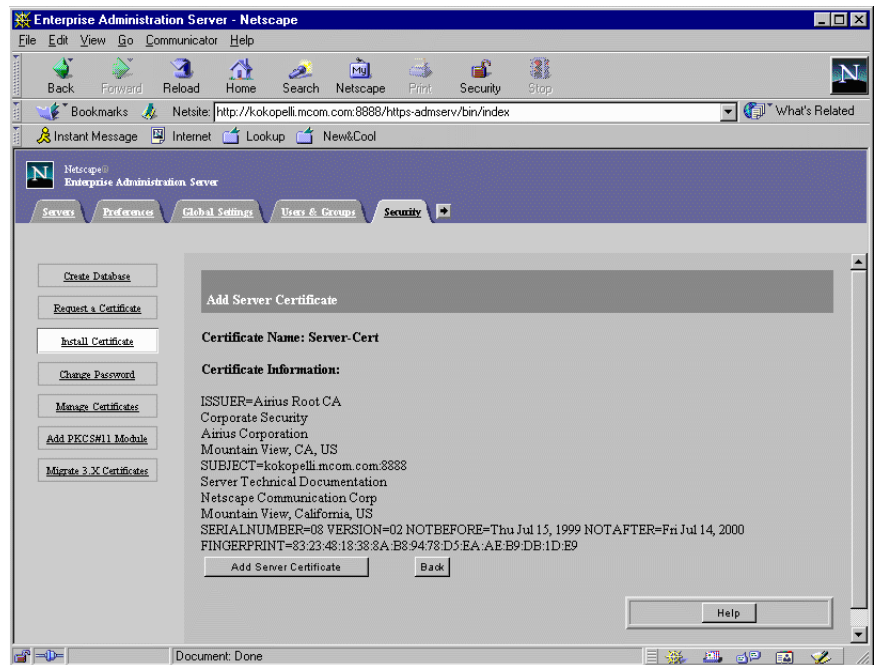 Enterprise Administration Server - Netscape
File Edit View Go Communicator Help
Back Forward Reload Home Search Netscape Print Security Stop
My
N
Bookmarks Netsite: http://kokopelli.mcom.com:8888/https-admserv/bin/index What's Related
Instant Message Internet Lookup New&Cool
N
Netscape®
Enterprise Administration Server
Servers Preferences Global Settings Users & Groups Security
Create Database
Request a Certificate
Install Certificate
Change Password
Manage Certificates
Add PKCS#11 Module
Migrate 3.X Certificates
Add Server Certificate
Certificate Name: Server-Cert
Certificate Information:
ISSUER=Airius Root CA
Corporate Security
Airius Corporation
Mountain View, CA, US
SUBJECT=kokopelli.mcom.com:8888
Server Technical Documentation
Netscape Communication Corp
Mountain View, California, US
SERIALNUMBER=08 VERSION=02 NOTBEFORE=Thu Jul 15, 1999 NOTAFTER=Fri Jul 14, 2000
FINGERPRINT=83:23:48:18:38:8A:B8:94:78:D5:EA:AE:B9:DB:1D:E9
Add Server Certificate Back
Help
Document: Done